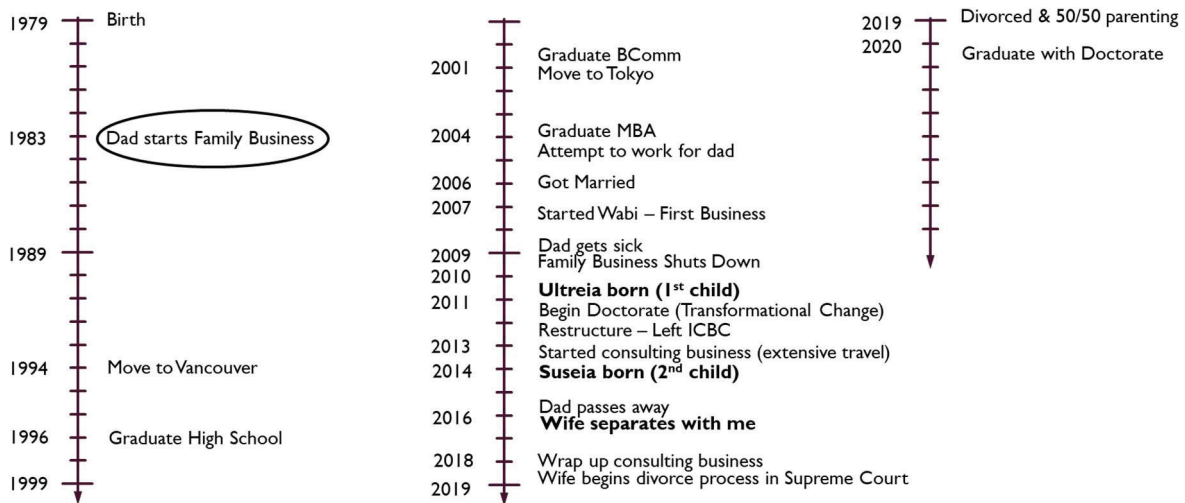 1979 Birth
1983 Dad starts Family Business
1989
1994 Move to Vancouver
1996 Graduate High School
1999
Graduate BComm
2001 Move to Tokyo
2004 Graduate MBA
Attempt to work for dad
2006 Got Married
2007 Started Wabi – First Business
Dad gets sick
2009 Family Business Shuts Down
2010
Ultreia born (1st child)
2011 Begin Doctorate (Transformational Change)
Restructure – Left ICBC
2013 Started consulting business (extensive travel)
2014 Suseia born (2nd child)
Dad passes away
2016 Wife separates with me
2018 Wrap up consulting business
2019 Wife begins divorce process in Supreme Court
2019 Divorced & 50/50 parenting
2020 Graduate with Doctorate